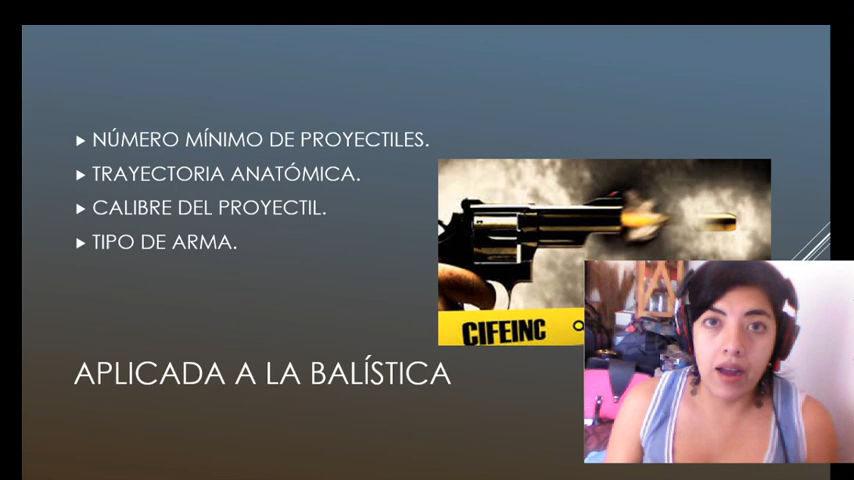 NÚMERO MÍNIMO DE PROYECTILES.
TRAYECTORIA ANATÓMICA.
CALIBRE DEL PROYECTIL.
TIPO DE ARMA.
CIFEINC
APLICADA A LA BALÍSTICA